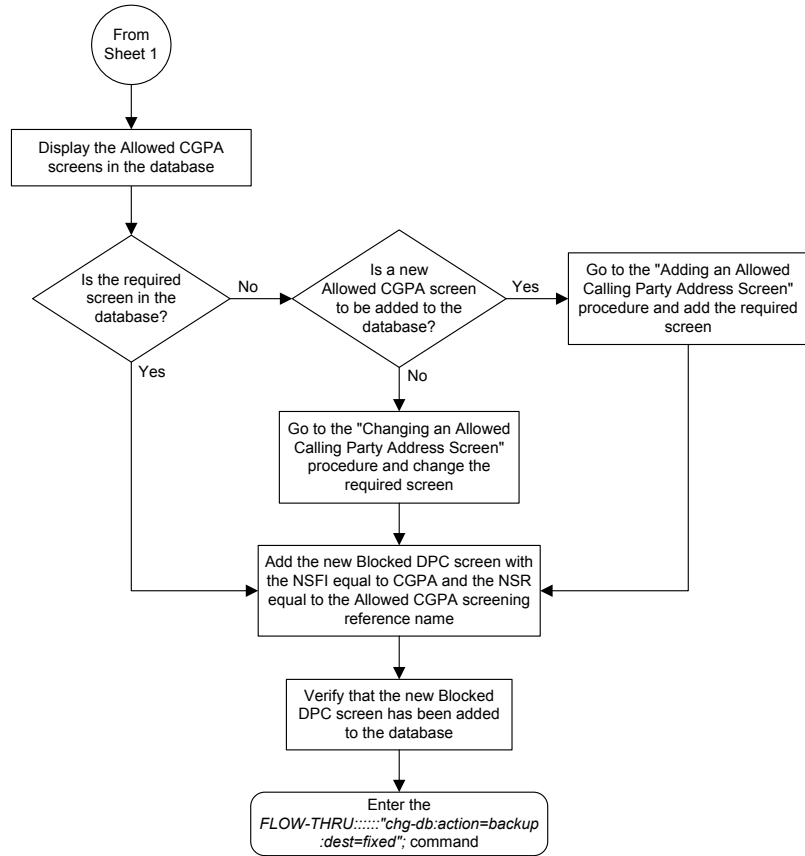 From
Sheet 1
Display the Allowed CGPA
screens in the database
Is the required
screen in the
database?
No
Is a new
Allowed CGPA screen
to be added to the
database?
Yes
Go to the "Adding an Allowed
Calling Party Address Screen"
procedure and add the required
screen
Yes
No
Go to the "Changing an Allowed
Calling Party Address Screen"
procedure and change the
required screen
Add the new Blocked DPC screen with
the NSFI equal to CGPA and the NSR
equal to the Allowed CGPA screening
reference name
Verify that the new Blocked
DPC screen has been added
to the database
Enter the
FLOW-THRU::::::"chg-db:action=backup
:dest=fixed"; command